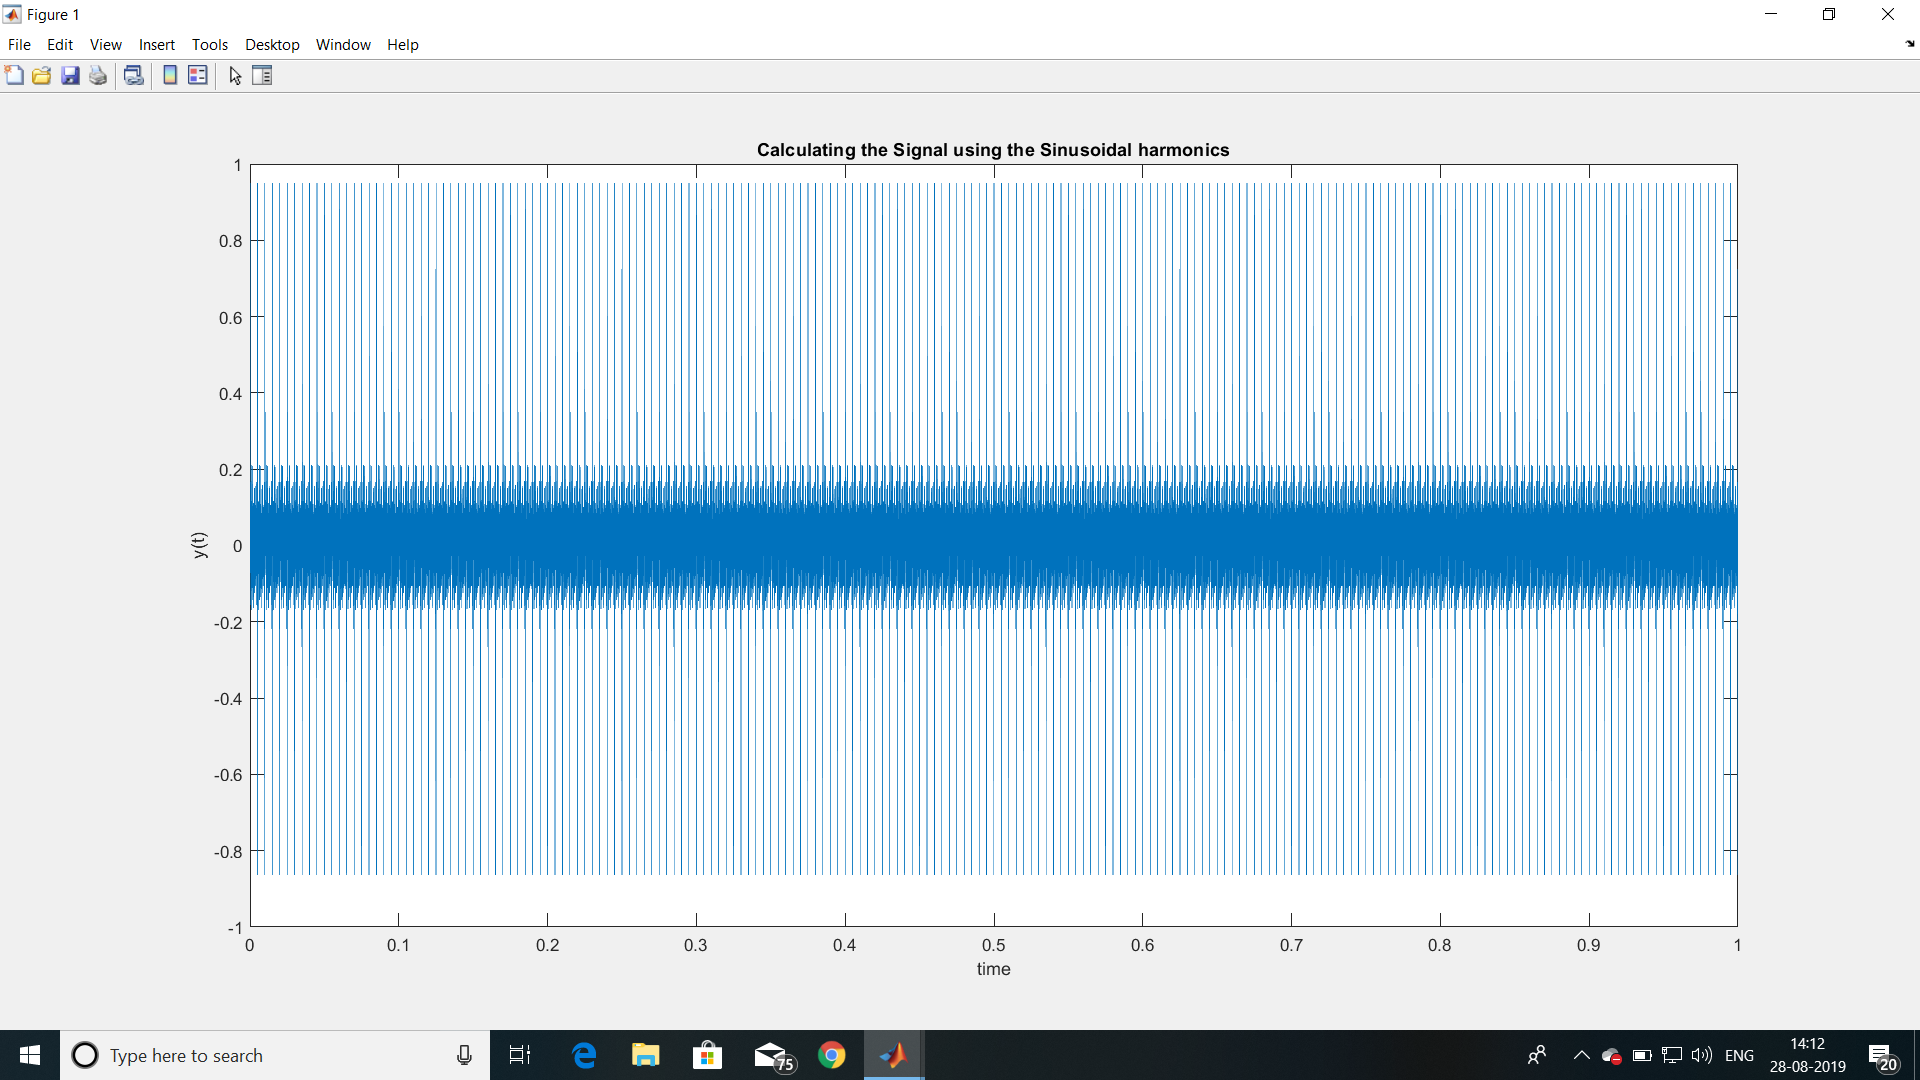 Figure 1
File Edit View Insert Tools Desktop Window Help
Calculating the Signal using the Sinusoidal harmonics
1
0.8
0.6
0.4
0.2
0
-0.2
-0.4
-0.6
-0.8
-1
y(t)
0 0.1 0.2 0.3 0.4 0.5 0.6 0.7 0.8 0.9 1
time
Type here to search
75
ENG
14:12
28-08-2019
20